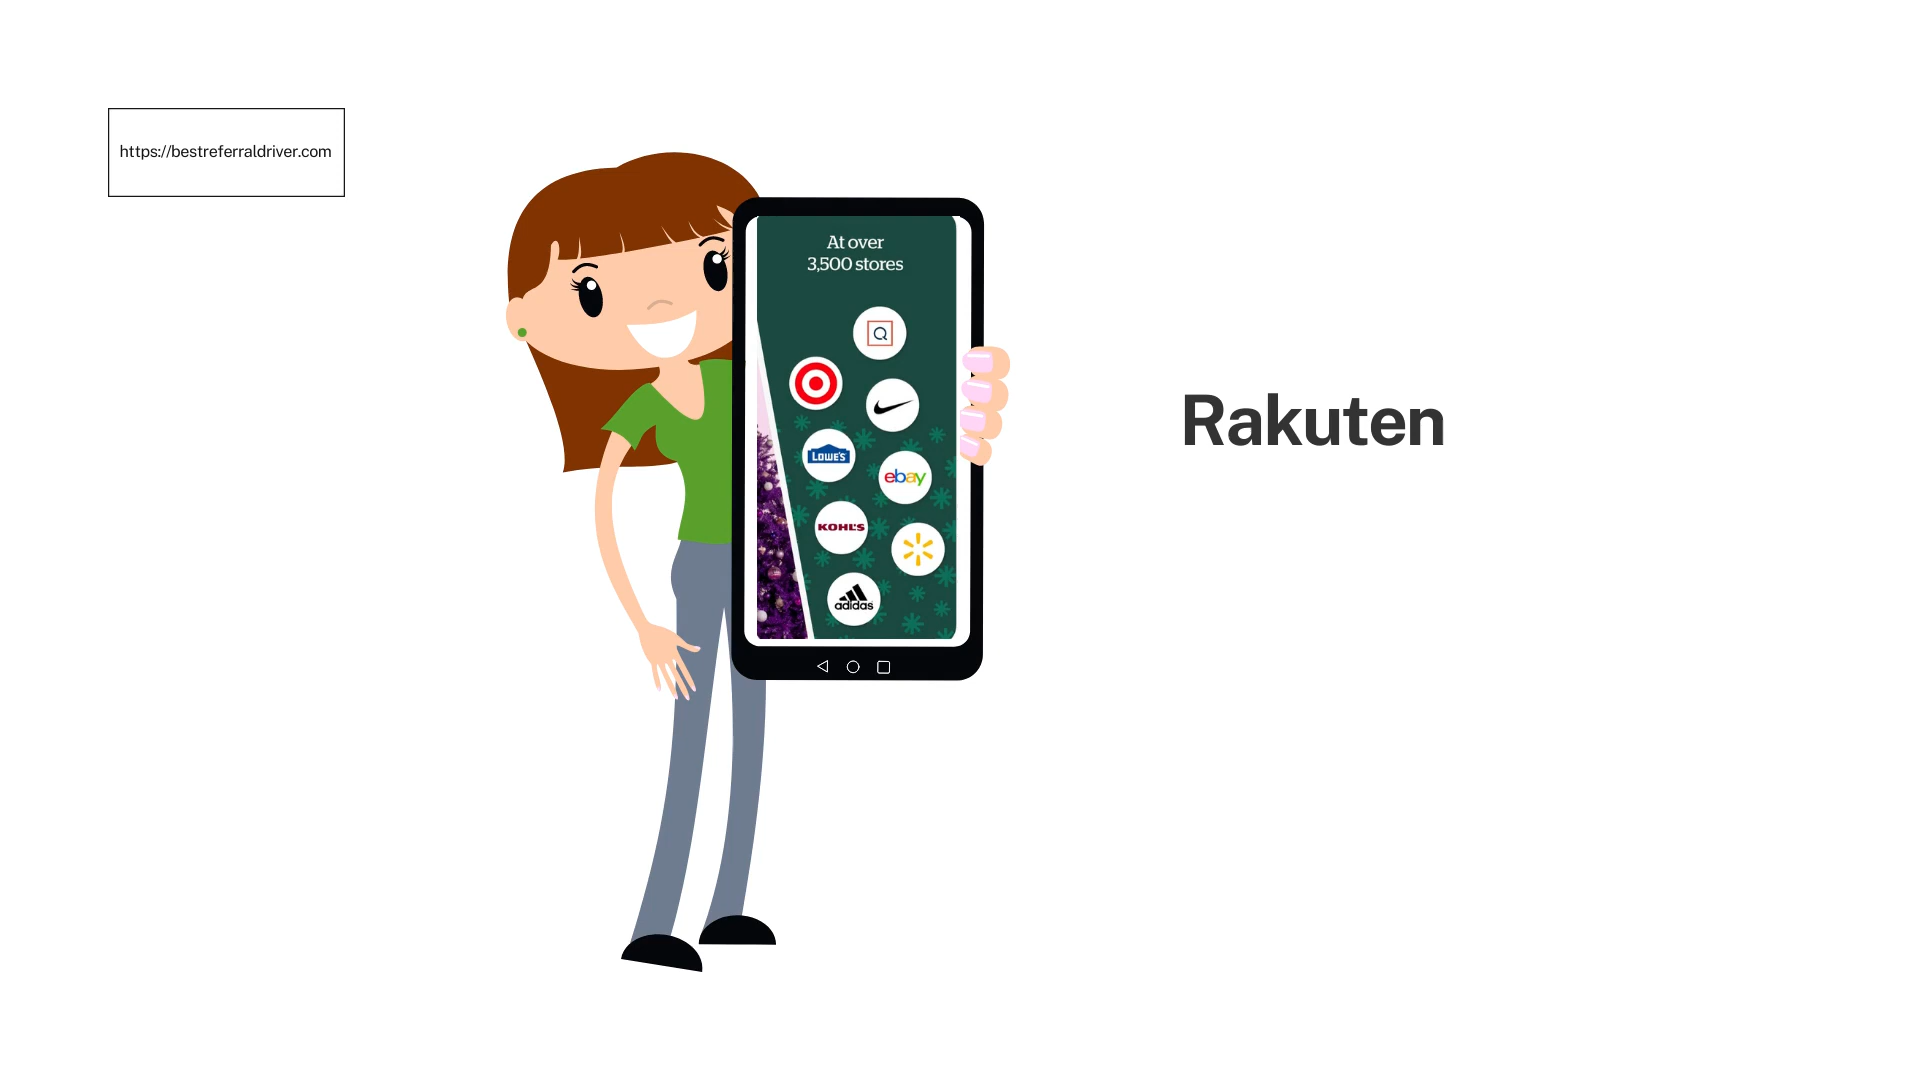 https://bestreferraldriver.com
At over
3,500 stores
Q
LOWE'S
ebay
KOHL'S
adidas
Rakuten